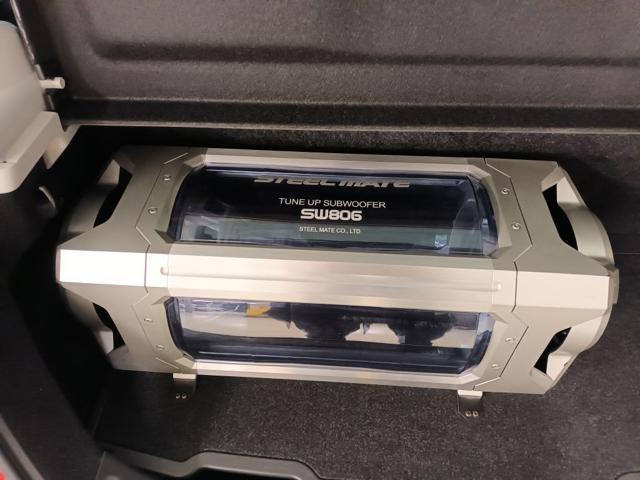 STEEL MATE
TUNE UP SUBWOOFER
SW806
STEEL MATE CO., LTD.